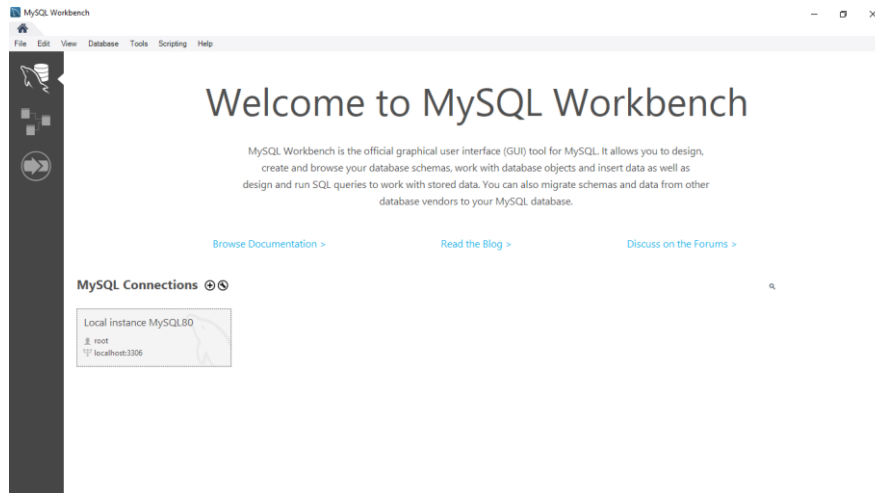 MySQL Workbench
File Edit View Database Tools Scripting Help
Welcome to MySQL Workbench
MySQL Workbench is the official graphical user interface (GUI) tool for MySQL. It allows you to design,
create and browse your database schemas, work with database objects and insert data as well as
design and run SQL queries to work with stored data. You can also migrate schemas and data from other
database vendors to your MySQL database.
Browse Documentation > Read the Blog > Discuss on the Forums >
MySQL Connections
Local instance MySQL80
root
localhost:3306